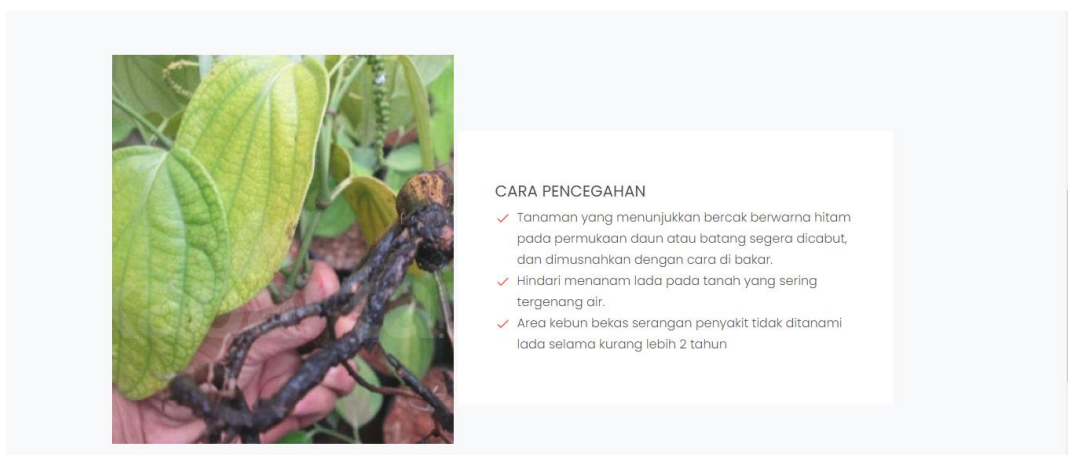 CARA PENCEGAHAN
Tanaman yang menunjukkan bercak berwarna hitam
pada permukaan daun atau batang segera dicabut,
dan dimusnahkan dengan cara di bakar.
Hindari menanam lada pada tanah yang sering
tergenang air.
Area kebun bekas serangan penyakit tidak ditanami
lada selama kurang lebih 2 tahun